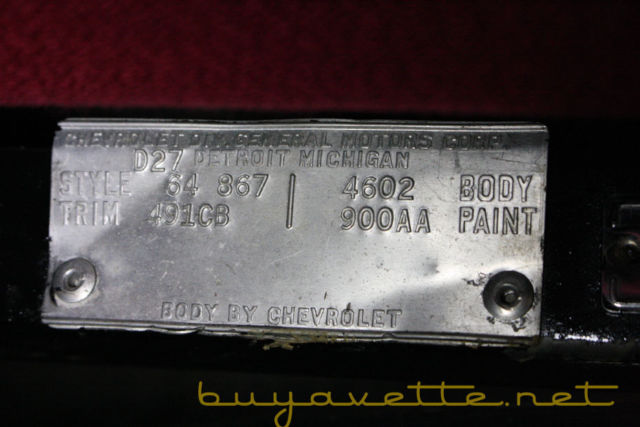 CHEVROLET DIV. GENERAL MOTORS CORP.
D27 DETROIT MICHIGAN
STYLE 64 867 | 4602 BODY
TRIM 491CB | 900AA PAINT
BODY BY CHEVROLET
buyavette.net